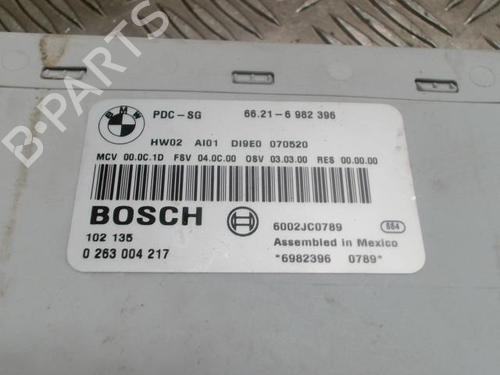 B-PARTS
BMW
PDC-SG 66.21-6 982 396
HW02 AI01 DI9E0 070520
MCV 00.0C.1D FSV 04.0C.00 OSV 03.03.00 RES 00.00.00
BOSCH
6002JC0789 684
102 135 Assembled in Mexico
0 263 004 217 *6982396 0789*